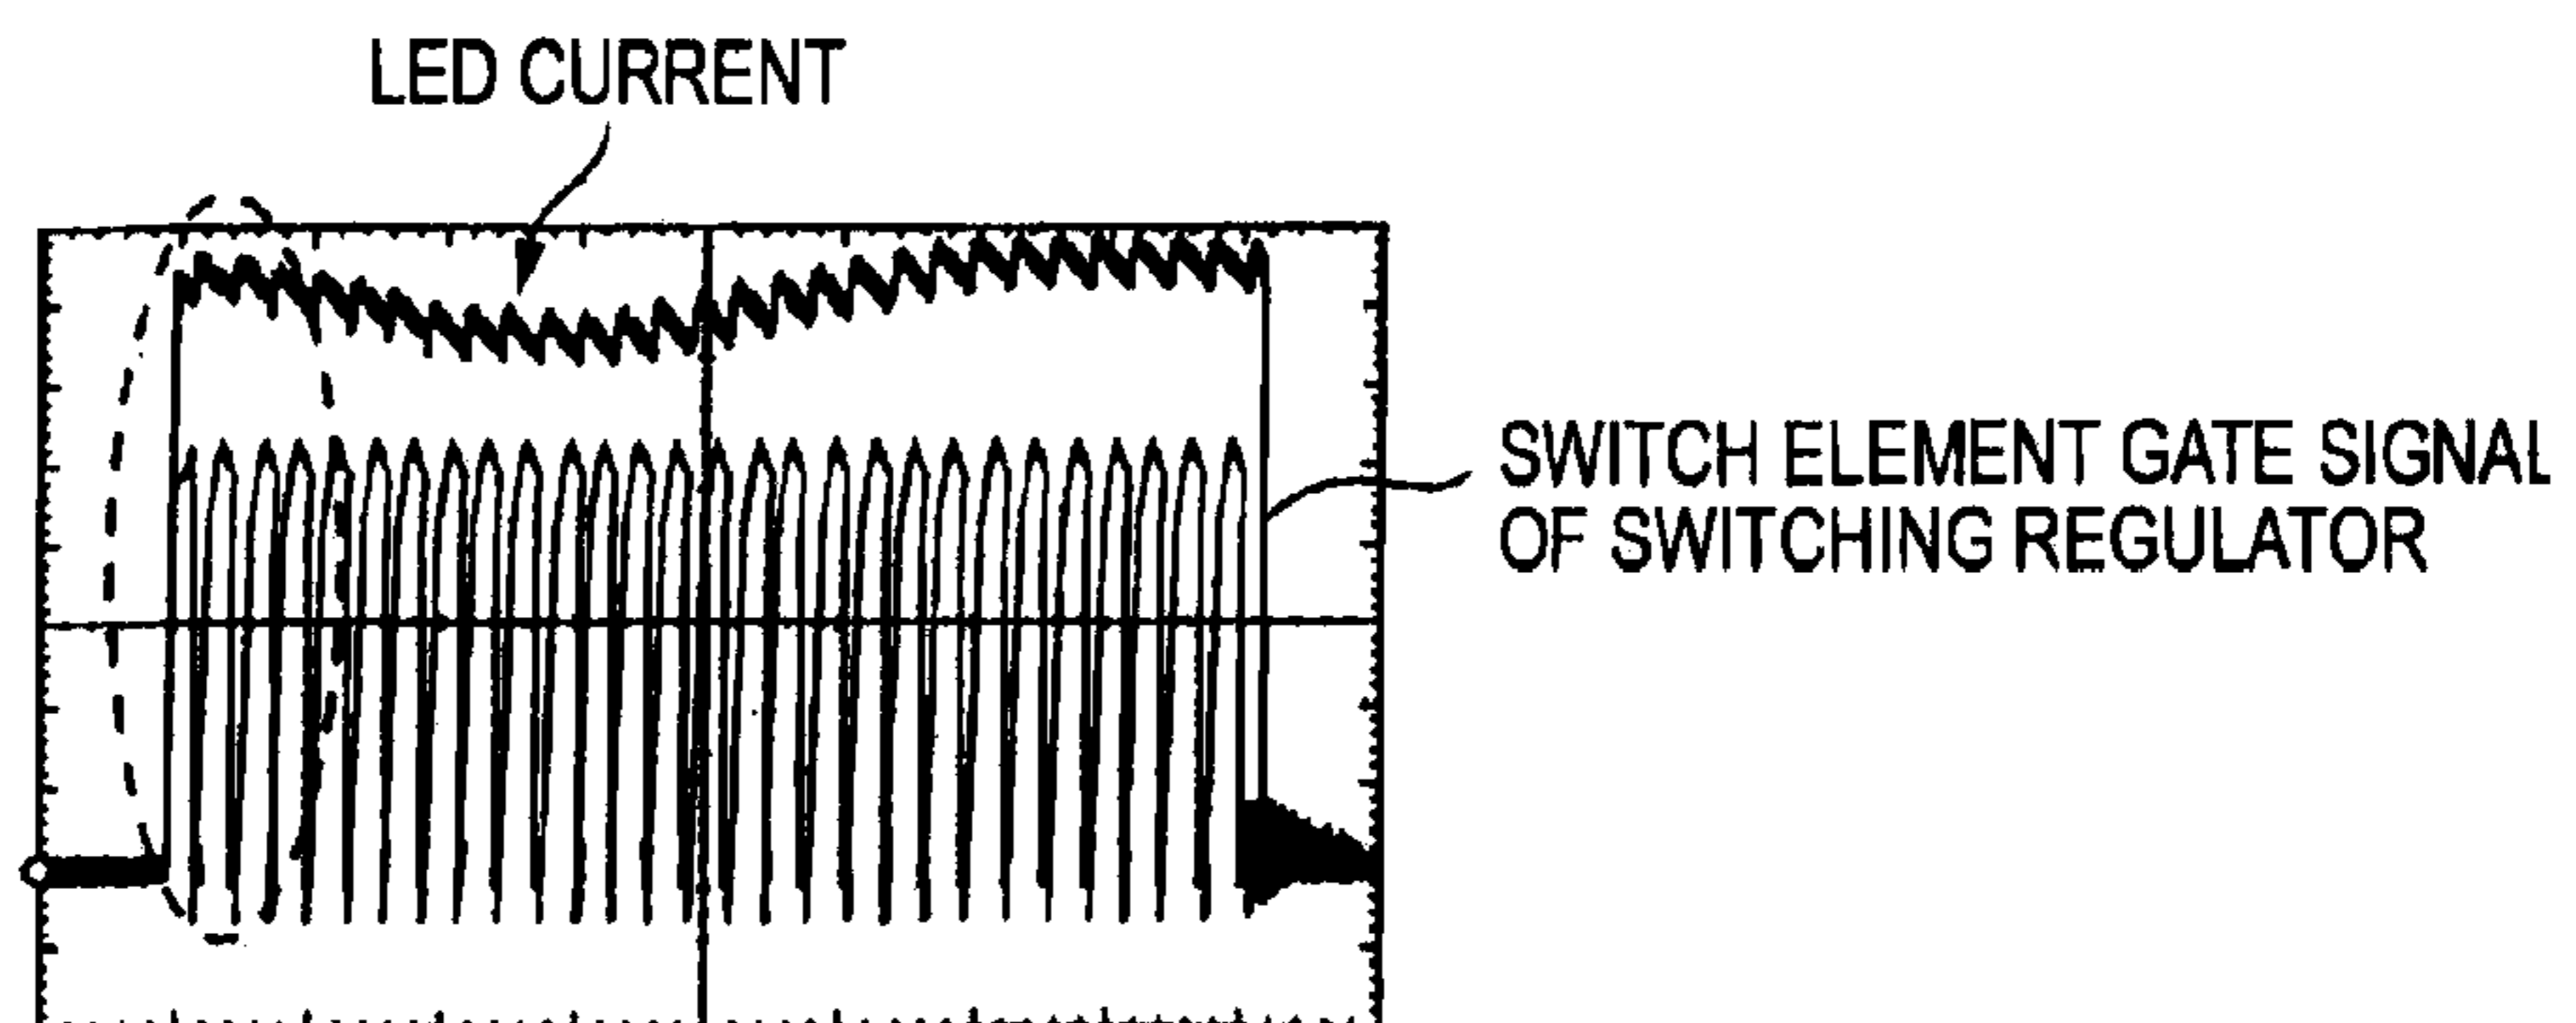 LED CURRENT
SWITCH ELEMENT GATE SIGNAL
OF SWITCHING REGULATOR